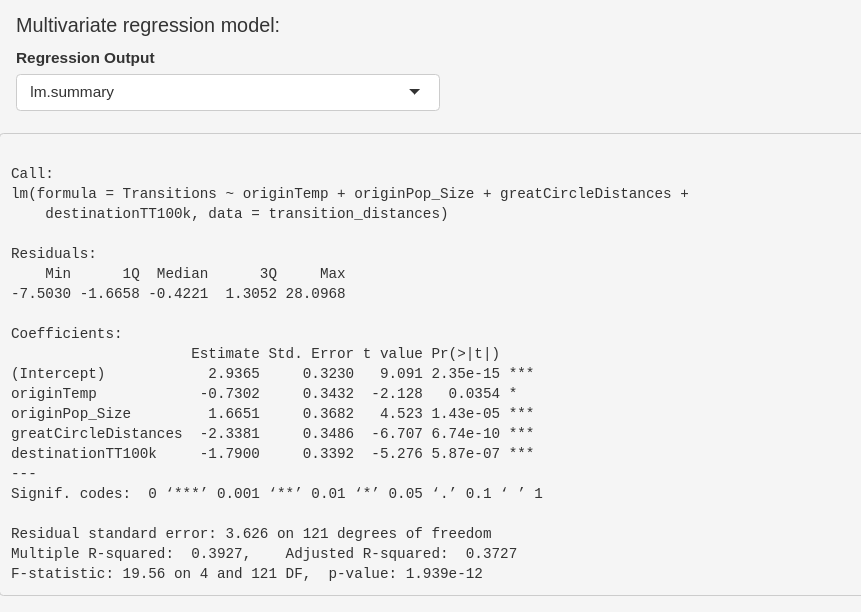 Multivariate regression model:
Regression Output
lm.summary
Call:
lm(formula = Transitions ~ originTemp + originPop_Size + greatCircleDistances +
    destinationTT100k, data = transition_distances)
Residuals:
    Min      1Q  Median      3Q     Max
-7.5030 -1.6658 -0.4221  1.3052 28.0968
Coefficients:
                     Estimate Std. Error t value Pr(>|t|)
(Intercept)            2.9365     0.3230   9.091 2.35e-15 ***
originTemp            -0.7302     0.3432  -2.128   0.0354 *
originPop_Size         1.6651     0.3682   4.523 1.43e-05 ***
greatCircleDistances  -2.3381     0.3486  -6.707 6.74e-10 ***
destinationTT100k     -1.7900     0.3392  -5.276 5.87e-07 ***
---
Signif. codes:  0 ‘***’ 0.001 ‘**’ 0.01 ‘*’ 0.05 ‘.’ 0.1 ‘ ’ 1
Residual standard error: 3.626 on 121 degrees of freedom
Multiple R-squared:  0.3927,    Adjusted R-squared:  0.3727
F-statistic: 19.56 on 4 and 121 DF,  p-value: 1.939e-12